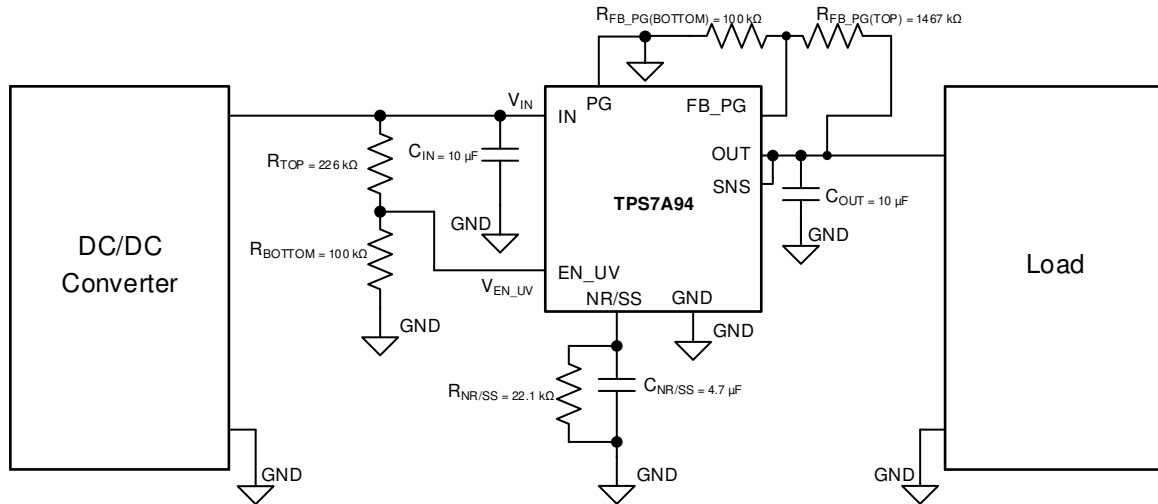 R_FB_PG(BOTTOM) = 100 kΩ
R_FB_PG(TOP) = 1467 kΩ
V_IN
IN
PG
FB_PG
R_TOP = 226 kΩ
C_IN = 10 µF
OUT
SNS
TPS7A94
C_OUT = 10 µF
GND
DC/DC
Converter
R_BOTTOM = 100 kΩ
GND
Load
V_EN_UV
EN_UV
NR/SS
GND
GND
GND
R_NR/SS = 22.1 kΩ
C_NR/SS = 4.7 µF
GND
GND
GND